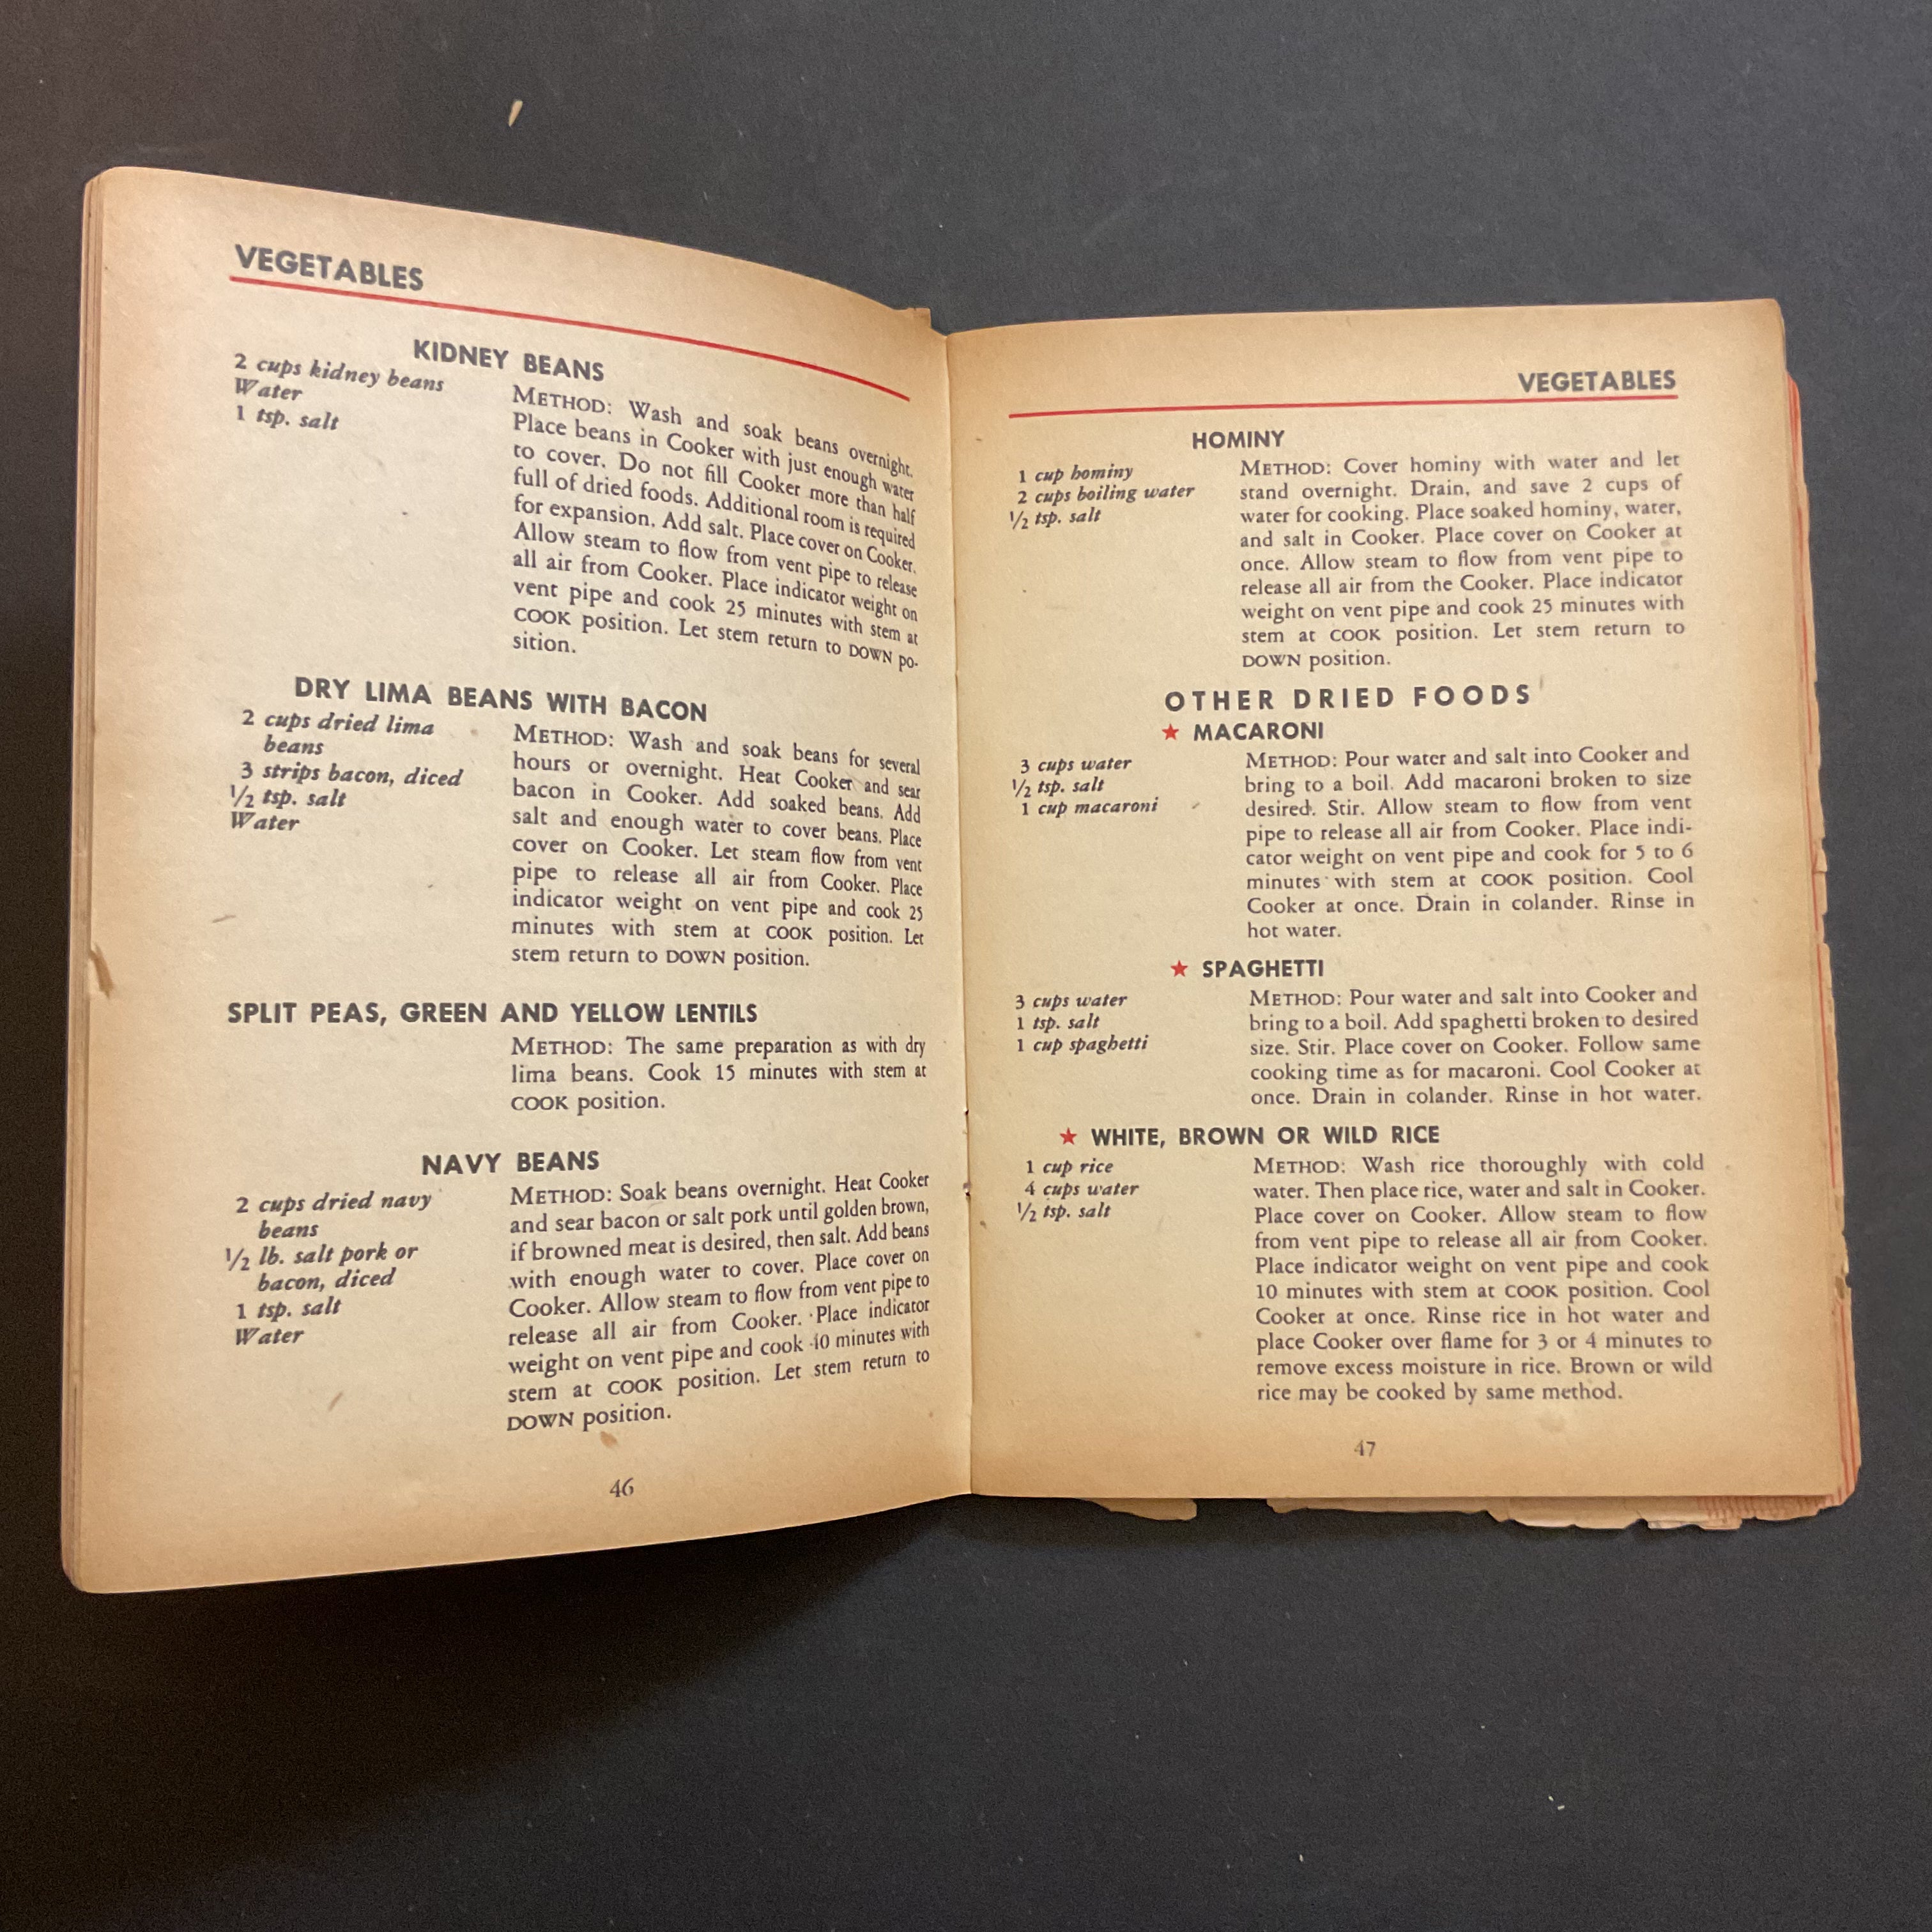 VEGETABLES
KIDNEY BEANS
2 cups kidney beans
Water
1 tsp. salt
METHOD: Wash and soak beans overnight.
Place beans in Cooker with just enough water
to cover. Do not fill Cooker more than half
full of dried foods. Additional room is required
for expansion. Add salt. Place cover on Cooker.
Allow steam to flow from vent pipe to release
all air from Cooker. Place indicator weight on
vent pipe and cook 25 minutes with stem at
COOK position. Let stem return to DOWN po-
sition.
DRY LIMA BEANS WITH BACON
2 cups dried lima
beans
3 strips bacon, diced
½ tsp. salt
Water
METHOD: Wash and soak beans for several
hours or overnight. Heat Cooker and sear
bacon in Cooker. Add soaked beans. Add
salt and enough water to cover beans. Place
cover on Cooker. Let steam flow from vent
pipe to release all air from Cooker. Place
indicator weight on vent pipe and cook 25
minutes with stem at COOK position. Let
stem return to DOWN position.
SPLIT PEAS, GREEN AND YELLOW LENTILS
METHOD: The same preparation as with dry
lima beans. Cook 15 minutes with stem at
COOK position.
NAVY BEANS
2 cups dried navy
beans
½ lb. salt pork or
bacon, diced
1 tsp. salt
Water
METHOD: Soak beans overnight. Heat Cooker
and sear bacon or salt pork until golden brown,
if browned meat is desired, then salt. Add beans
with enough water to cover. Place cover on
Cooker. Allow steam to flow from vent pipe to
release all air from Cooker. Place indicator
weight on vent pipe and cook minutes with
stem at COOK position. Let stem return to
DOWN position.
46
VEGETABLES
HOMINY
1 cup hominy
2 cups boiling water
½ tsp. salt
METHOD: Cover hominy with water and let
stand overnight. Drain, and save 2 cups of
water for cooking. Place soaked hominy, water,
and salt in Cooker. Place cover on Cooker at
once. Allow steam to flow from vent pipe to
release all air from the Cooker. Place indicator
weight on vent pipe and cook 25 minutes with
stem at COOK position. Let stem return to
DOWN position.
OTHER DRIED FOODS
★ MACARONI
3 cups water
½ tsp. salt
1 cup macaroni
METHOD: Pour water and salt into Cooker and
bring to a boil. Add macaroni broken to size
desired. Stir. Allow steam to flow from vent
pipe to release all air from Cooker. Place indi-
cator weight on vent pipe and cook for 5 to 6
minutes with stem at COOK position. Cool
Cooker at once. Drain in colander. Rinse in
hot water.
★ SPAGHETTI
3 cups water
1 tsp. salt
1 cup spaghetti
METHOD: Pour water and salt into Cooker and
bring to a boil. Add spaghetti broken to desired
size. Stir. Place cover on Cooker. Follow same
cooking time as for macaroni. Cool Cooker at
once. Drain in colander. Rinse in hot water.
★ WHITE, BROWN OR WILD RICE
1 cup rice
4 cups water
½ tsp. salt
METHOD: Wash rice thoroughly with cold
water. Then place rice, water and salt in Cooker.
Place cover on Cooker. Allow steam to flow
from vent pipe to release all air from Cooker.
Place indicator weight on vent pipe and cook
10 minutes with stem at COOK position. Cool
Cooker at once. Rinse rice in hot water and
place Cooker over flame for 3 or 4 minutes to
remove excess moisture in rice. Brown or wild
rice may be cooked by same method.
47